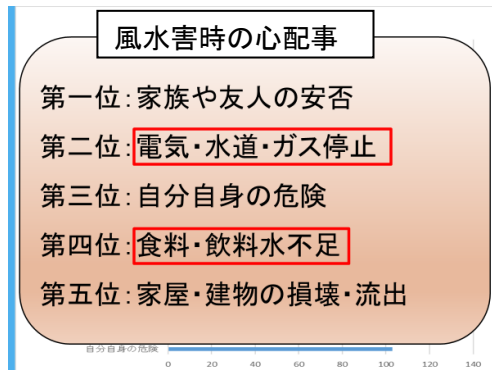 風水害時の心配事
第一位：家族や友人の安否
第二位：電気・水道・ガス停止
第三位：自分自身の危険
第四位：食料・飲料水不足
第五位：家屋・建物の損壊・流出
自分自身の危険
0 20 40 60 80 100 120 140